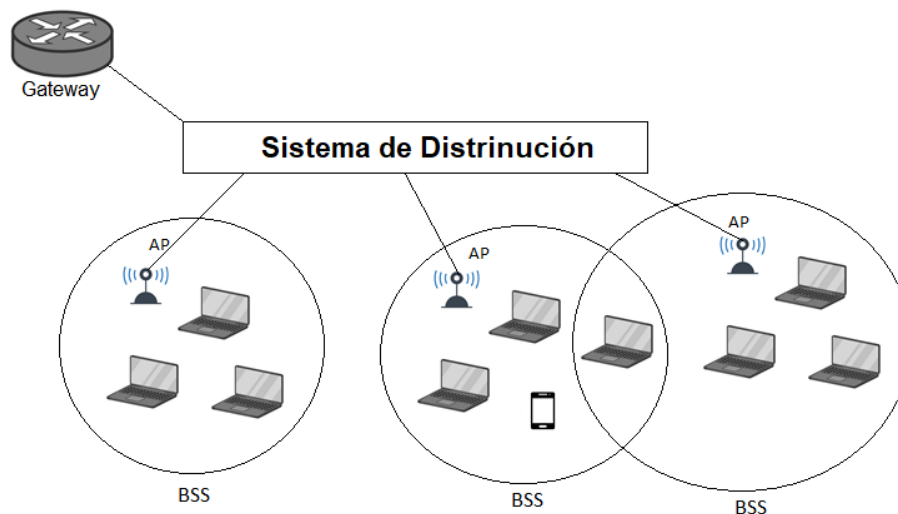 Gateway
Sistema de Distrinución
AP
AP
AP
BSS
BSS
BSS